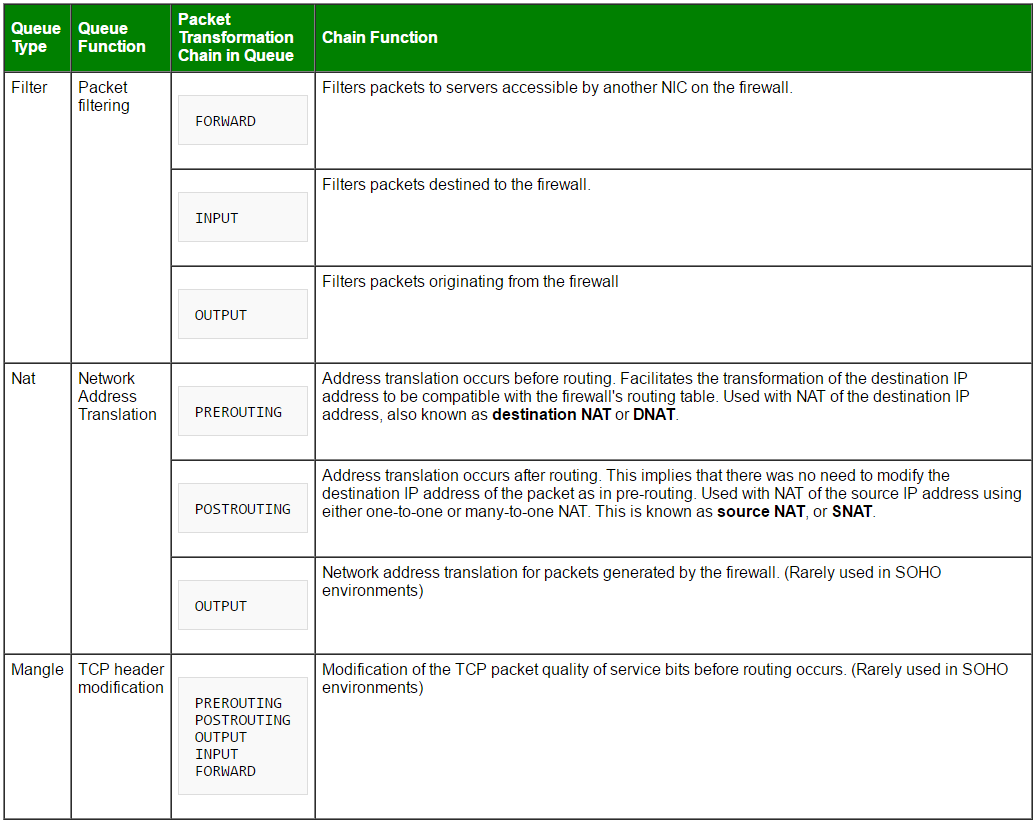 Queue Type
Queue Function
Packet Transformation Chain in Queue
Chain Function
Filter
Packet
filtering
FORWARD
Filters packets to servers accessible by another NIC on the firewall.
INPUT
Filters packets destined to the firewall.
OUTPUT
Filters packets originating from the firewall
Nat
Network
Address
Translation
PREROUTING
Address translation occurs before routing. Facilitates the transformation of the destination IP
address to be compatible with the firewall's routing table. Used with NAT of the destination IP
address, also known as destination NAT or DNAT.
POSTROUTING
Address translation occurs after routing. This implies that there was no need to modify the
destination IP address of the packet as in pre-routing. Used with NAT of the source IP address using
either one-to-one or many-to-one NAT. This is known as source NAT, or SNAT.
OUTPUT
Network address translation for packets generated by the firewall. (Rarely used in SOHO
environments)
Mangle
TCP header
modification
PREROUTING
POSTROUTING
OUTPUT
INPUT
FORWARD
Modification of the TCP packet quality of service bits before routing occurs. (Rarely used in SOHO
environments)